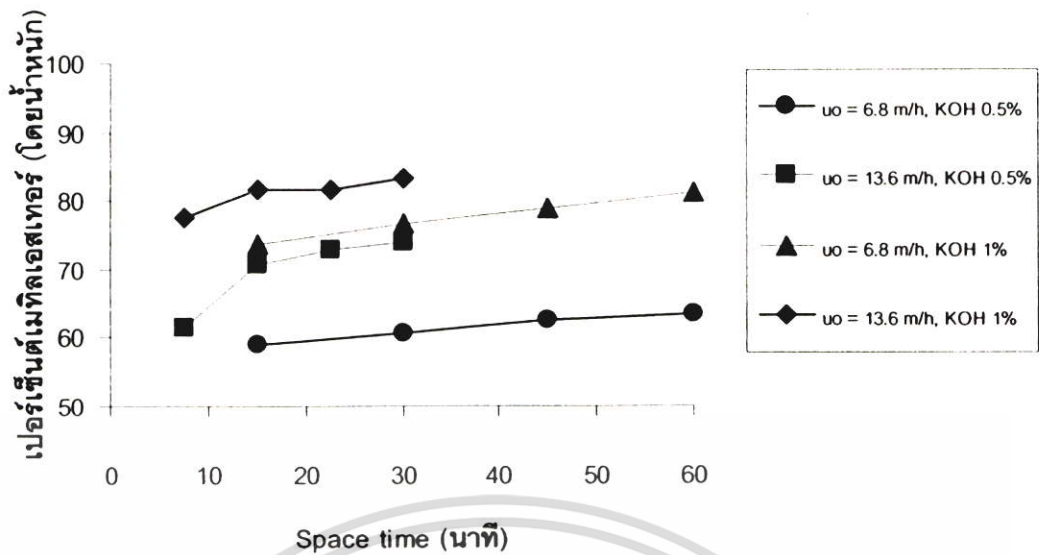 เปอร์เซ็นต์เมทิลเอสเทอร์ (โดยน้ำหนัก)
100
90
80
70
60
50
0 10 20 30 40 50 60
Space time (นาที)
uo = 6.8 m/h, KOH 0.5%
uo = 13.6 m/h, KOH 0.5%
uo = 6.8 m/h, KOH 1%
uo = 13.6 m/h, KOH 1%